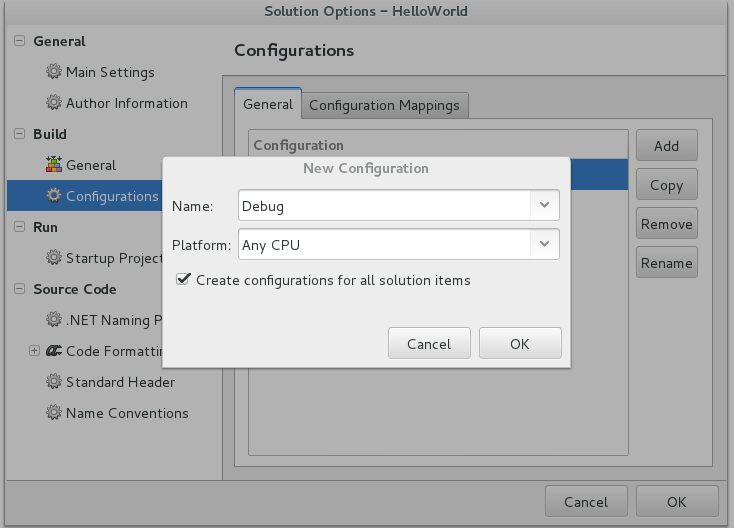 Solution Options – HelloWorld
General
Main Settings
Author Information
Build
General
Configurations
Run
Startup Project
Source Code
.NET Naming P
Code Formattin
Standard Header
Name Conventions
Configurations
General
Configuration Mappings
Configuration
Add
Copy
Remove
Rename
New Configuration
Name:
Debug
Platform:
Any CPU
Create configurations for all solution items
Cancel
OK
Cancel
OK